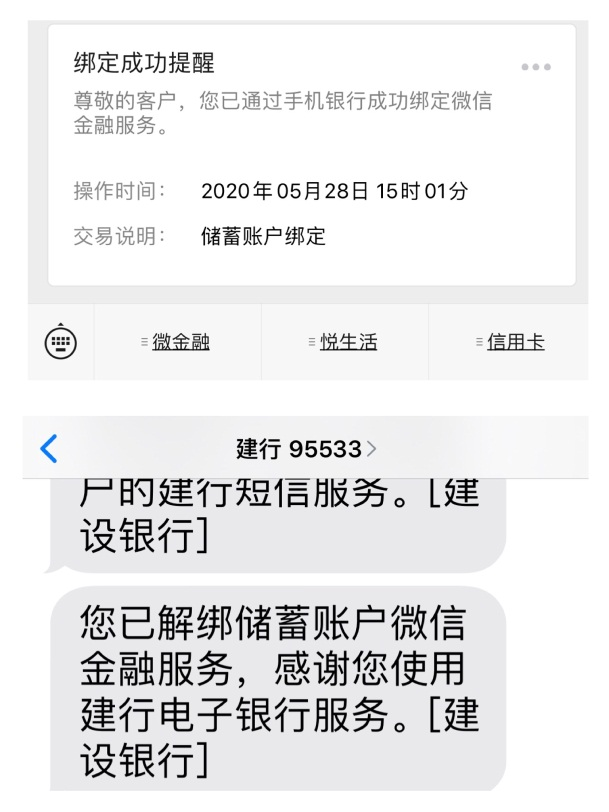 绑定成功提醒
尊敬的客户，您已通过手机银行成功绑定微信
金融服务。
操作时间： 2020年05月28日 15时01分
交易说明： 储蓄账户绑定
微金融 悦生活 信用卡
建行 95533
户的建行短信服务。[建
设银行]
您已解绑储蓄账户微信
金融服务，感谢您使用
建行电子银行服务。[建
设银行]